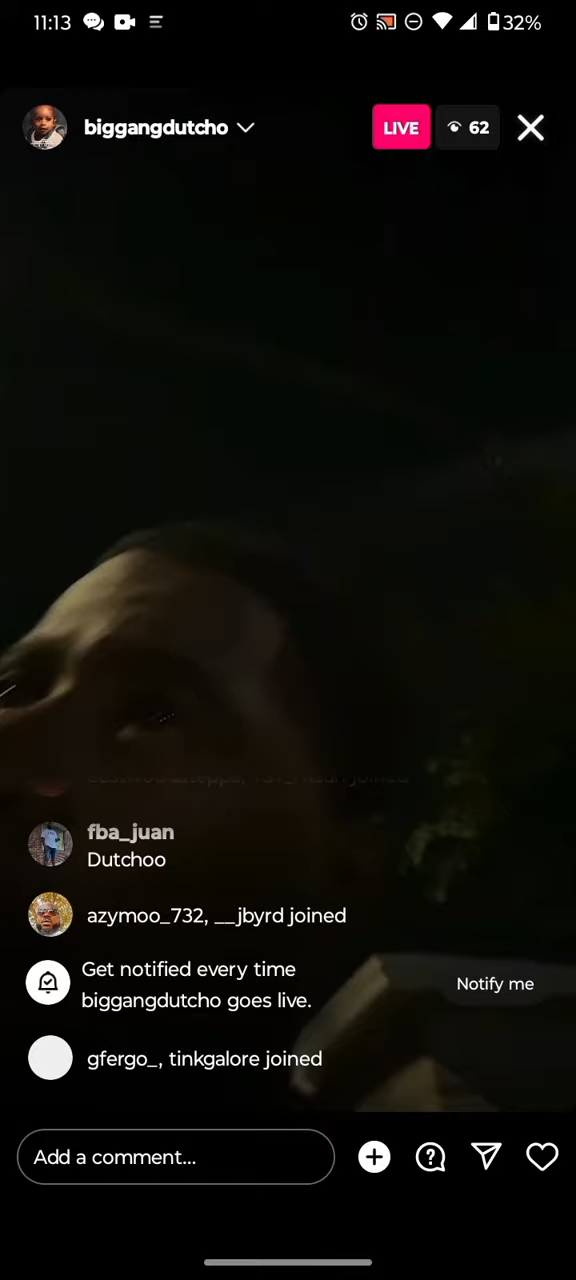 11:13
32%
biggangdutcho
LIVE
62
fba_juan
Dutchoo
azymoo_732, __jbyrd joined
Get notified every time
biggangdutcho goes live.
Notify me
gfergo_, tinkgalore joined
Add a comment...